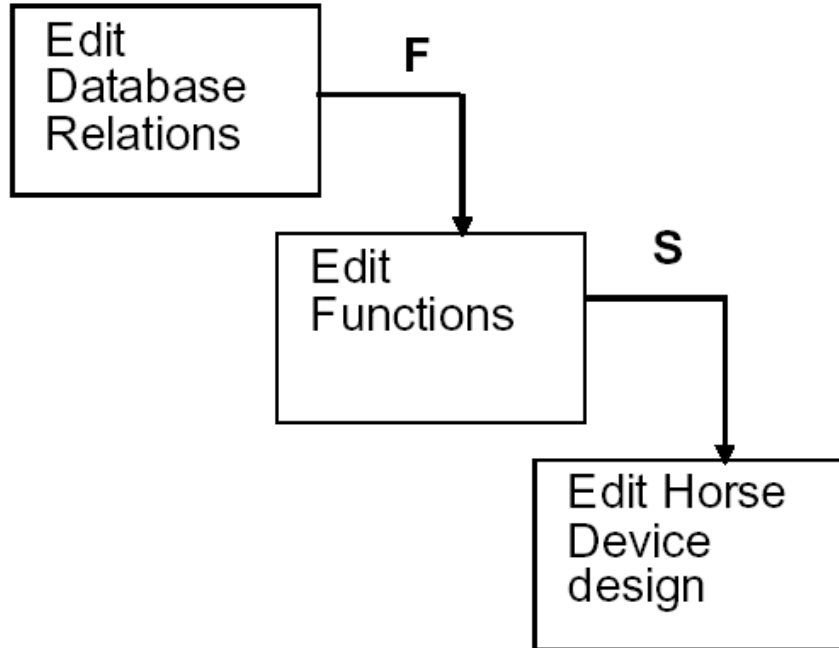 Edit
Database
Relations
F
Edit
Functions
S
Edit Horse
Device
design